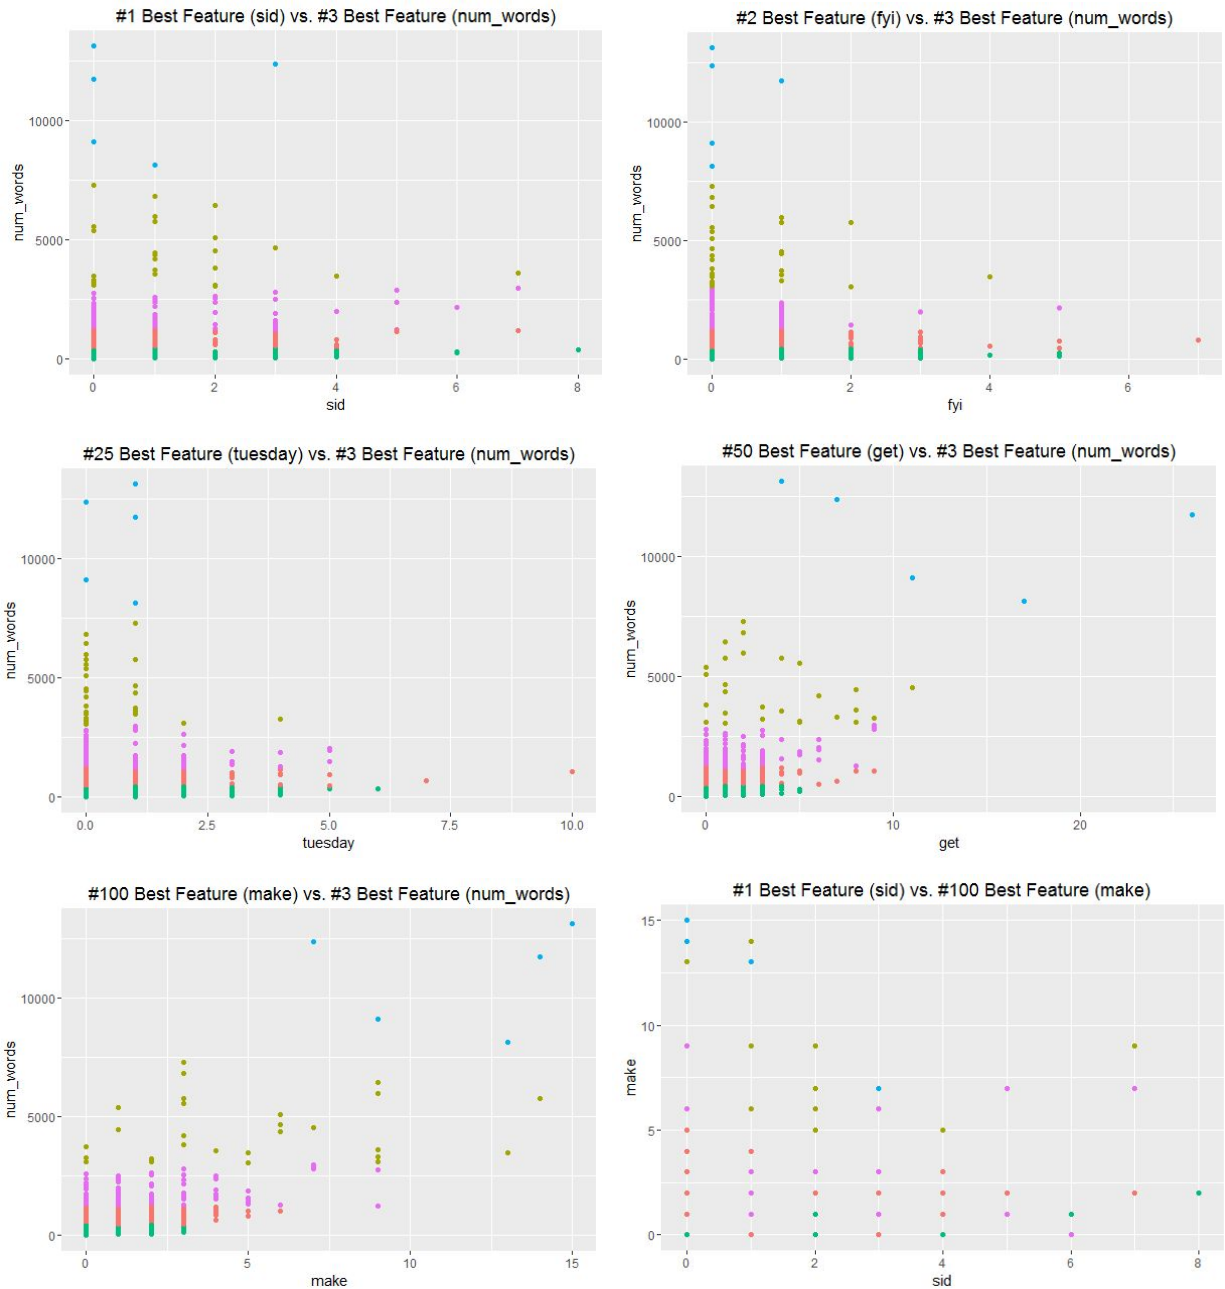 #1 Best Feature (sid) vs. #3 Best Feature (num_words)
num_words
10000
5000
0
0 2 4 6 8
sid
#2 Best Feature (fyi) vs. #3 Best Feature (num_words)
num_words
10000
5000
0
0 2 4 6
fyi
#25 Best Feature (tuesday) vs. #3 Best Feature (num_words)
num_words
10000
5000
0
0.0 2.5 5.0 7.5 10.0
tuesday
#50 Best Feature (get) vs. #3 Best Feature (num_words)
num_words
10000
5000
0
0 10 20
get
#100 Best Feature (make) vs. #3 Best Feature (num_words)
num_words
10000
5000
0
0 5 10 15
make
#1 Best Feature (sid) vs. #100 Best Feature (make)
make
15
10
5
0
0 2 4 6 8
sid